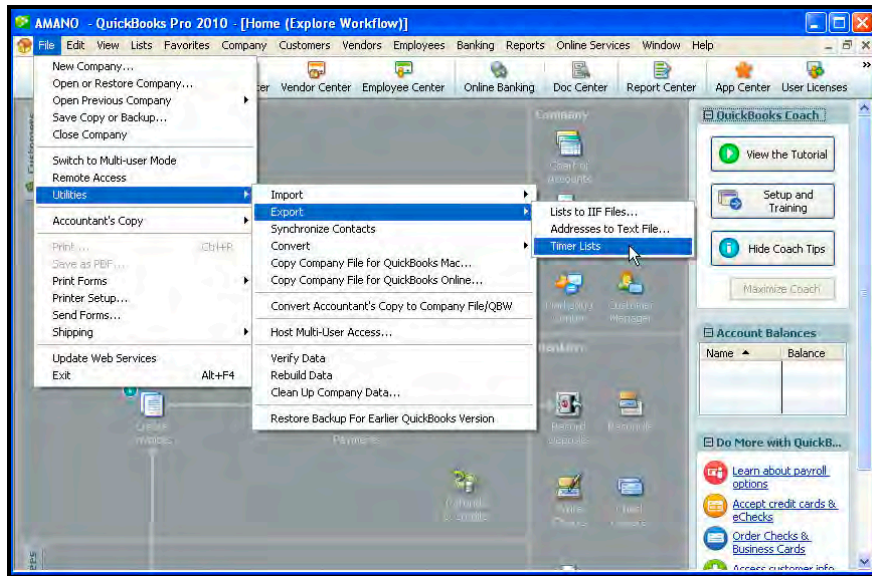 AMANO - QuickBooks Pro 2010 - [Home (Explore Workflow)]
File Edit View Lists Favorites Company Customers Vendors Employees Banking Reports Online Services Window Help
Vendor Center Employee Center Online Banking Doc Center Report Center App Center User Licenses
New Company...
Open or Restore Company...
Open Previous Company
Save Copy or Backup...
Close Company
Switch to Multi-user Mode
Remote Access
Utilities
Accountant's Copy
Print... Ctrl+R
Save as PDF...
Print Forms
Printer Setup...
Send Forms...
Shipping
Update Web Services
Exit Alt+F4
Import
Export
Synchronize Contacts
Convert
Copy Company File for QuickBooks Mac...
Copy Company File for QuickBooks Online...
Convert Accountant's Copy to Company File/QBW
Host Multi-User Access...
Verify Data
Rebuild Data
Clean Up Company Data...
Restore Backup For Earlier QuickBooks Version
Lists to IIF Files...
Addresses to Text File...
Timer Lists
Company
Chart of
Accounts
QuickBooks Coach
View the Tutorial
Setup and
Training
Hide Coach Tips
Maximize Coach
Account Balances
Name Balance
Do More with QuickB...
Learn about payroll
options
Accept credit cards &
eChecks
Order Checks &
Business Cards
Access customer info